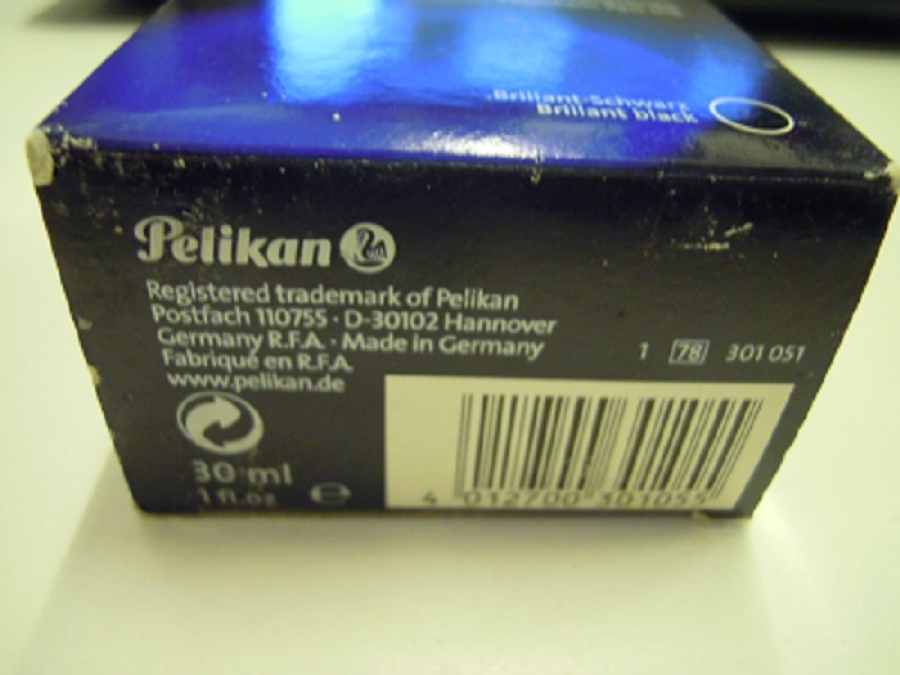 Brillant-Schwarz
Brillant black
Pelikan
Registered trademark of Pelikan
Postfach 110755 · D-30102 Hannover
Germany R.F.A. · Made in Germany
Fabriqué en R.F.A.
www.pelikan.de
1 78 301 051
30 ml
1 fl.oz
4 012700 301055